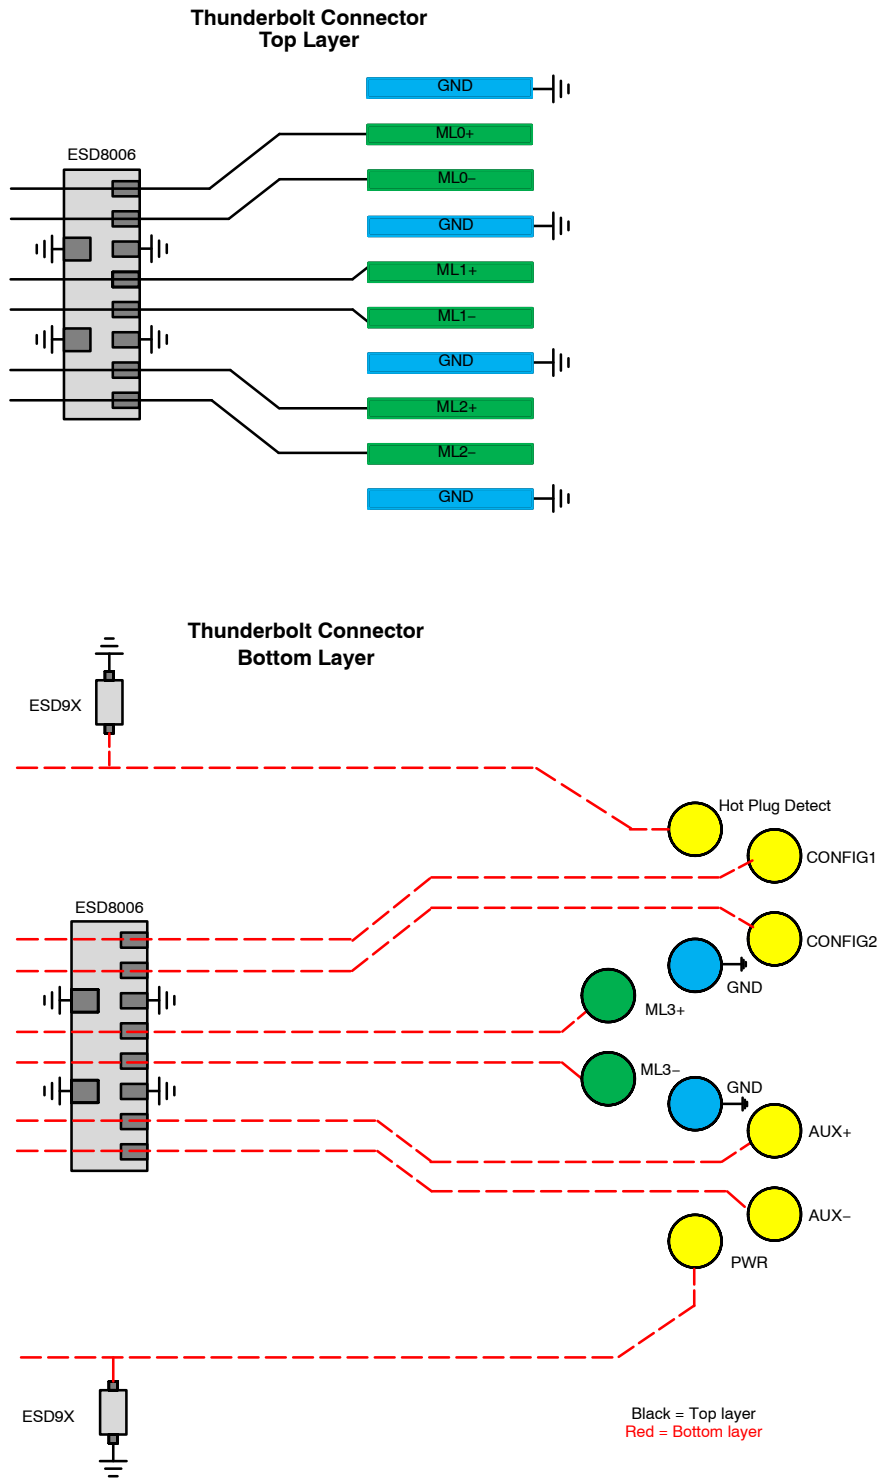 Thunderbolt Connector
Top Layer
GND
ML0+
ESD8006
ML0−
GND
ML1+
ML1−
GND
ML2+
ML2−
GND
Thunderbolt Connector
Bottom Layer
ESD9X
Hot Plug Detect
CONFIG1
ESD8006
CONFIG2
GND
ML3+
ML3−
GND
AUX+
AUX−
PWR
ESD9X
Black = Top layer
Red = Bottom layer